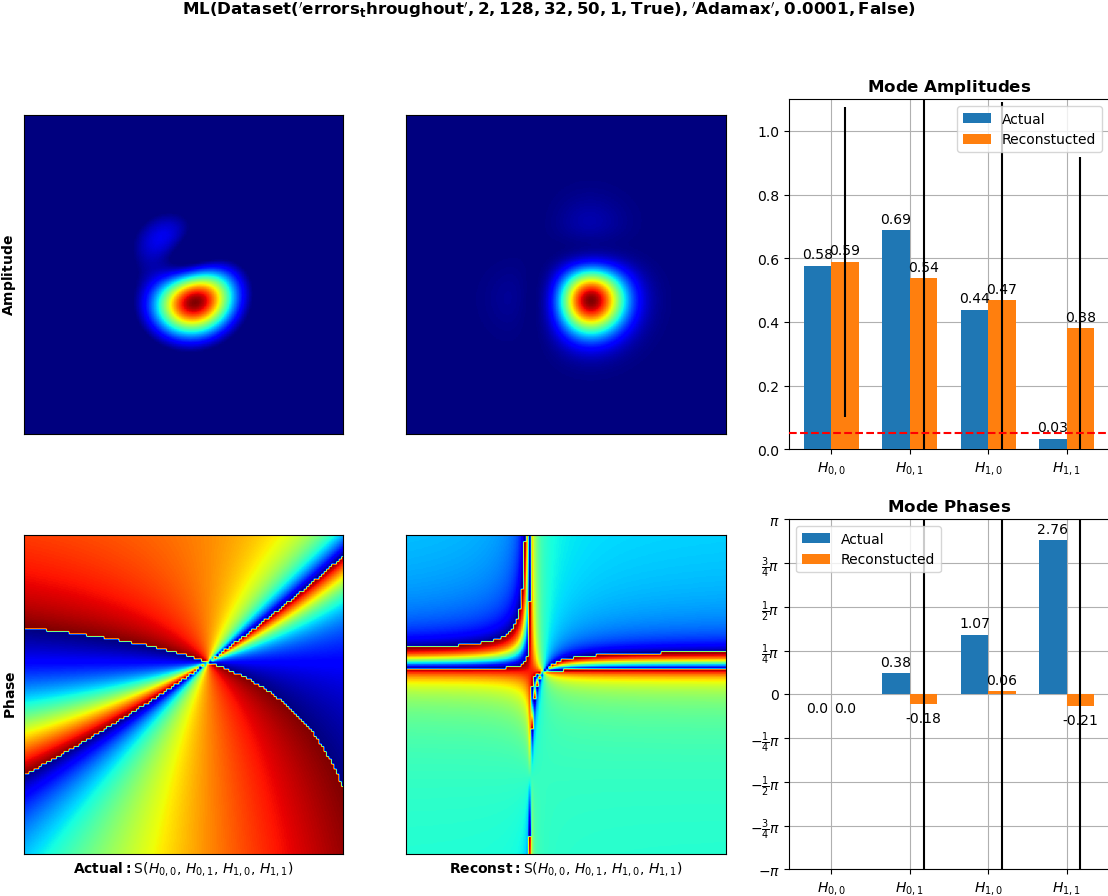 ML(Dataset('errors_throughout', 2, 128, 32, 50, 1, True), 'Adamax', 0.0001, False)
Mode Amplitudes
Amplitude
Actual
Reconstucted
1.0
0.8
0.6
0.4
0.2
0.0
0.58
0.59
0.69
0.54
0.44
0.47
0.03
0.38
H0,0
H0,1
H1,0
H1,1
Mode Phases
Phase
Actual
Reconstucted
π
3/4π
1/2π
1/4π
0
−1/4π
−1/2π
−3/4π
−π
0.0
0.0
0.38
-0.18
1.07
0.06
2.76
-0.21
H0,0
H0,1
H1,0
H1,1
Actual: S(H0,0, H0,1, H1,0, H1,1)
Reconst: S(H0,0, H0,1, H1,0, H1,1)